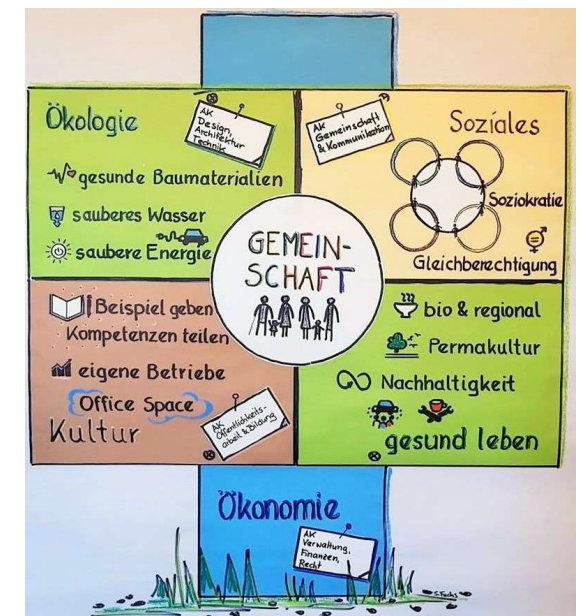 Ökologie
AK
Design,
Architektur
Technik
gesunde Baumaterialien
sauberes Wasser
saubere Energie
AK
Gemeinschaft
& Kommunikation
Soziales
Soziokratie
Gleichberechtigung
GEMEIN-
SCHAFT
Beispiel geben
Kompetenzen teilen
eigene Betriebe
Office Space
Kultur
AK
Öffentlichkeits-
arbeit & Bildung
bio & regional
Permakultur
Nachhaltigkeit
gesund leben
Ökonomie
AK
Verwaltung,
Finanzen,
Recht
S.Fuchs